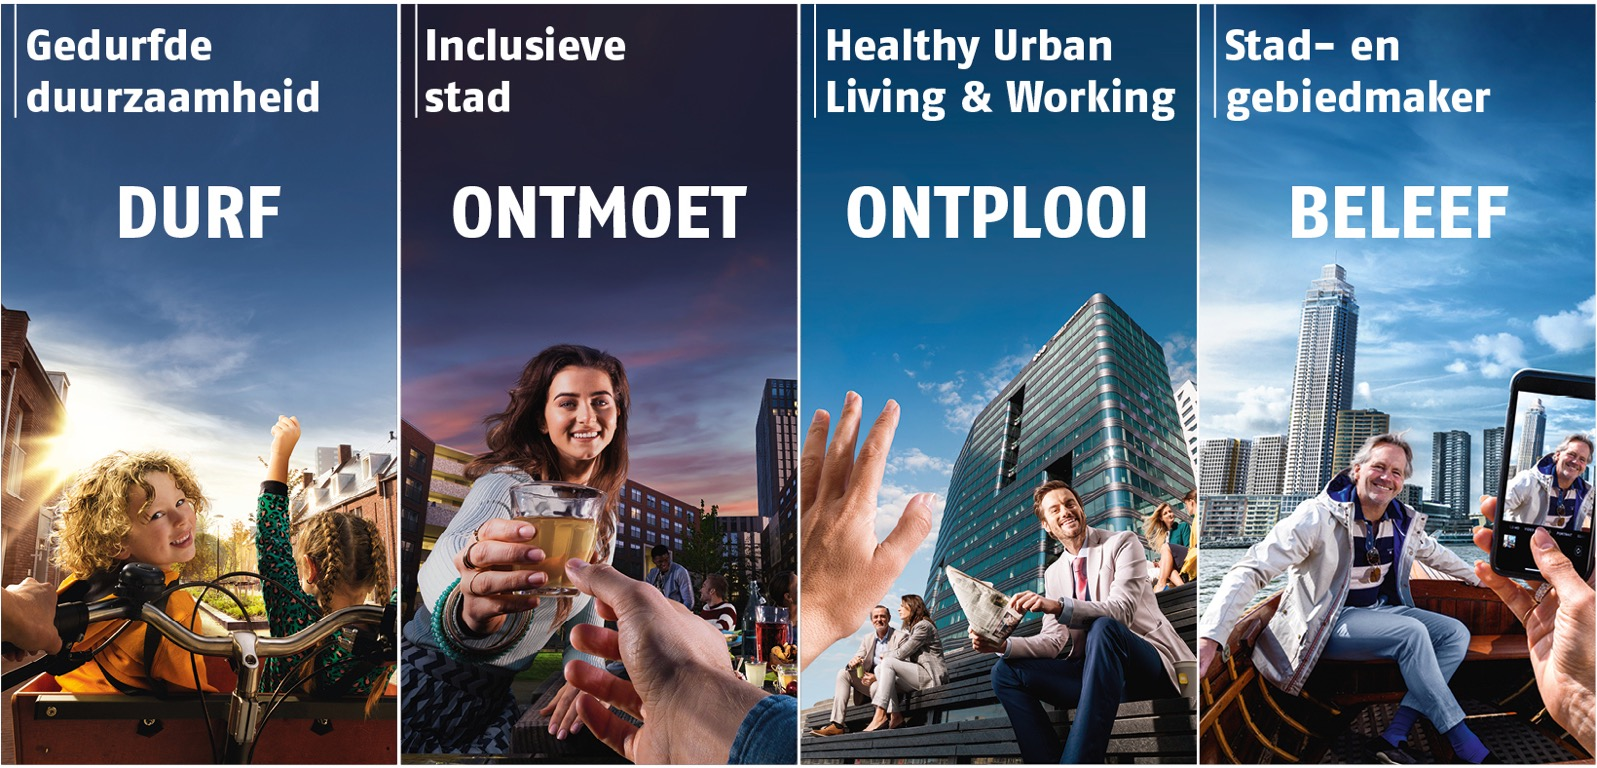 Gedurfde
duurzaamheid
DURF
Inclusieve
stad
ONTMOET
Healthy Urban
Living & Working
ONTPLOOI
Stad- en
gebiedmaker
BELEEF